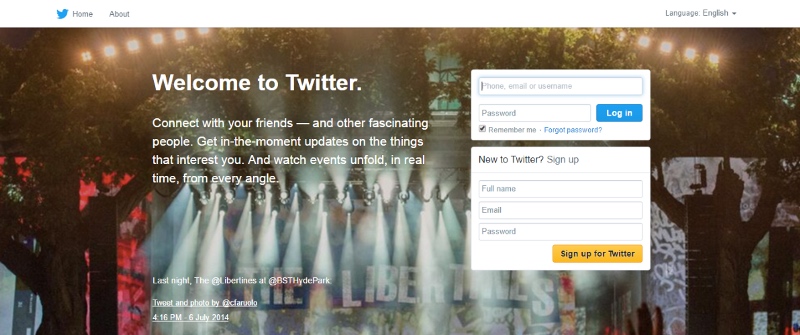 Home About Language: English
Welcome to Twitter.
Phone, email or username
Connect with your friends — and other fascinating
people. Get in-the-moment updates on the things
that interest you. And watch events unfold, in real
time, from every angle.
Password Log in
Remember me · Forgot password?
New to Twitter? Sign up
Full name
Email
Password
Sign up for Twitter
Last night, The @Libertines at @BSTHydePark:
Tweet and photo by @cfaruolo
4:16 PM - 6 July 2014
THE LIBERTINES